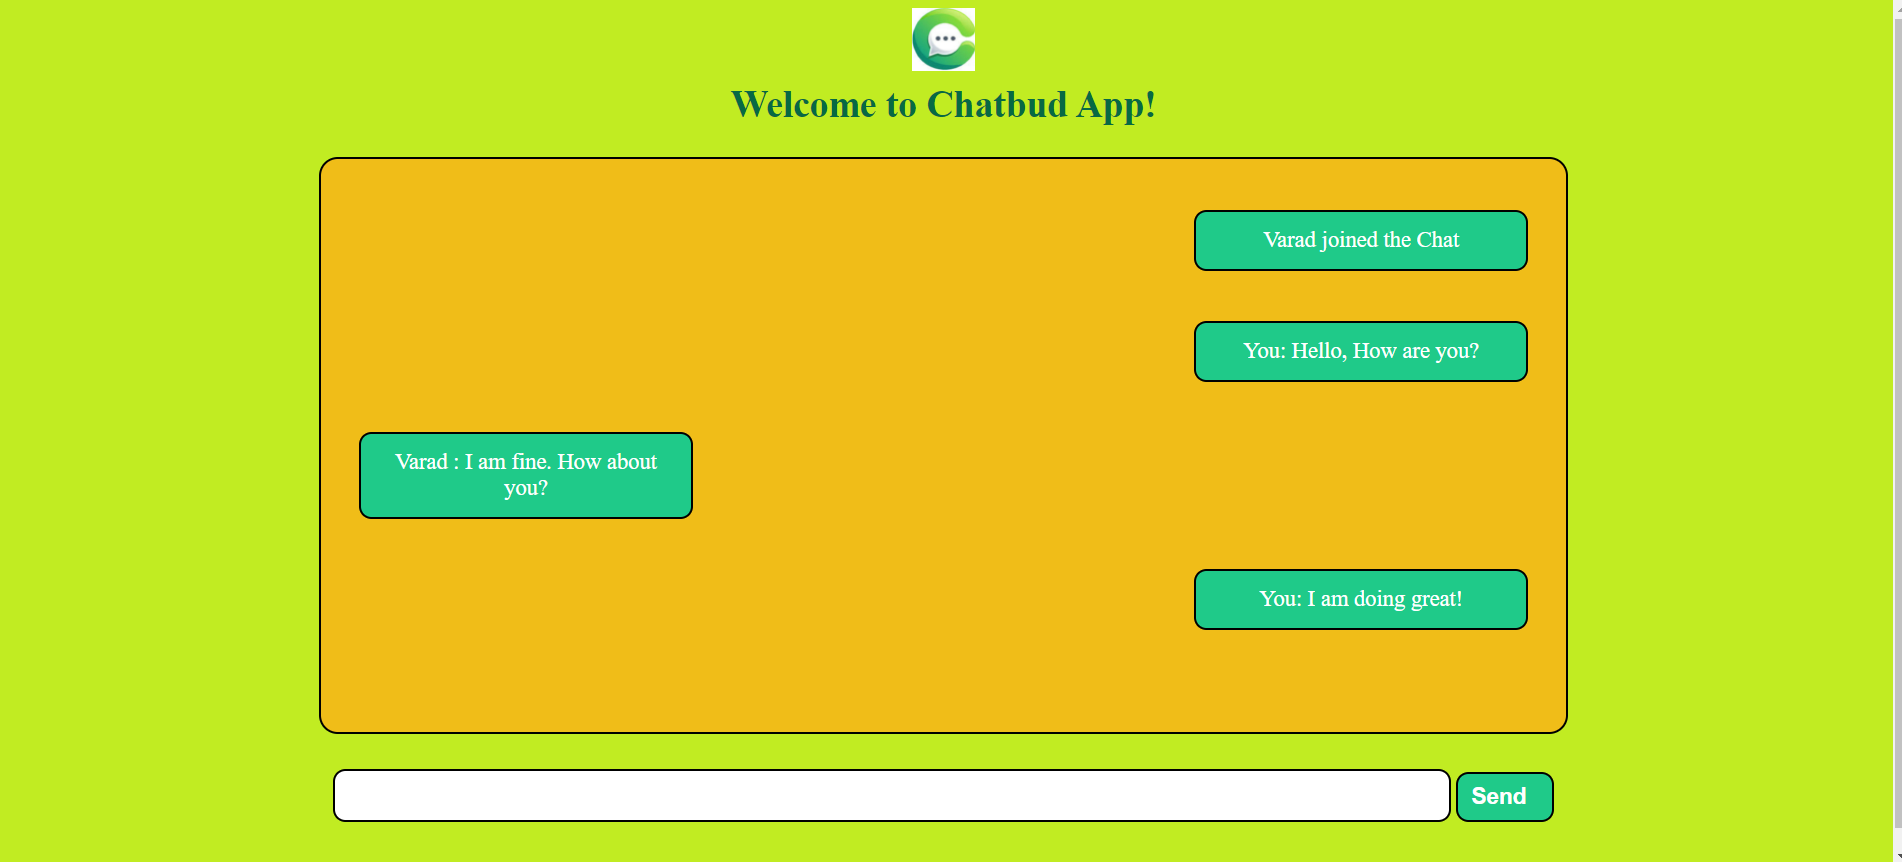 Welcome to Chatbud App!
Varad joined the Chat
You: Hello, How are you?
Varad : I am fine. How about
you?
You: I am doing great!
Send